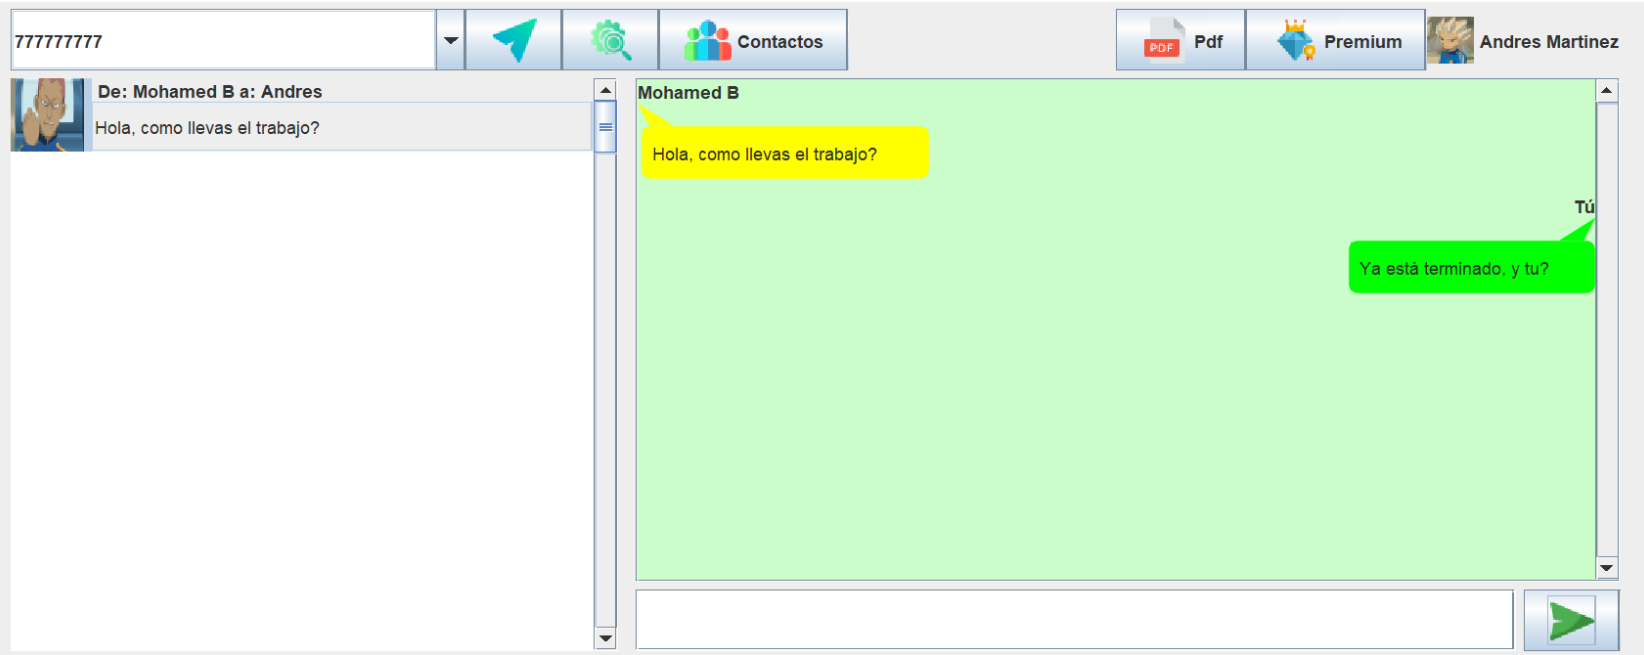 777777777
Contactos
PDF
Pdf
Premium
Andres Martinez
De: Mohamed B a: Andres
Hola, como llevas el trabajo?
Mohamed B
Hola, como llevas el trabajo?
Tú
Ya está terminado, y tu?